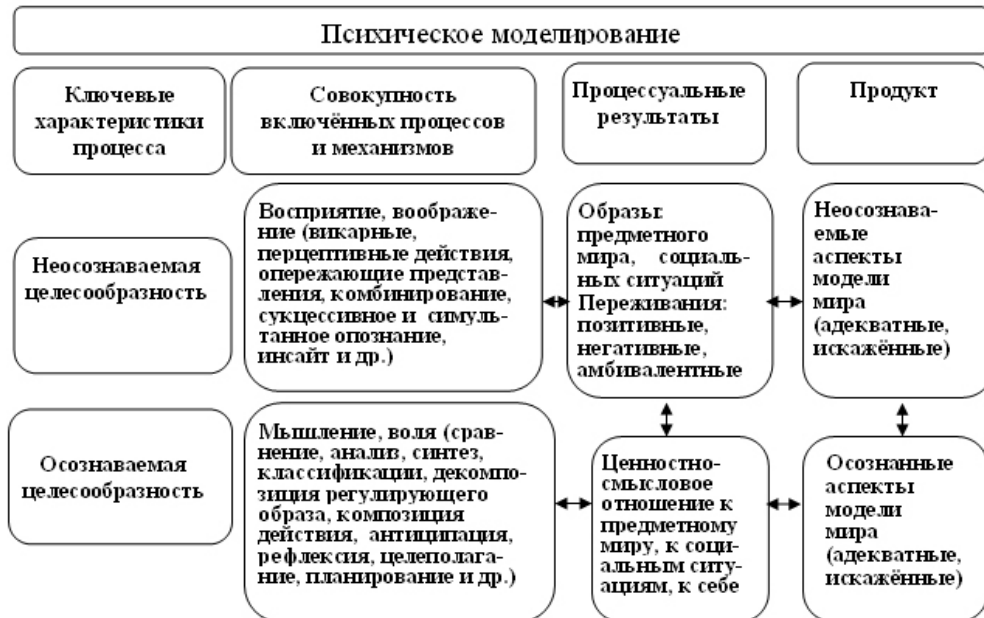 Психическое моделирование
Ключевые
характеристики
процесса
Совокупность
включённых процессов
и механизмов
Процессуальные
результаты
Продукт
Неосознаваемая
целесообразность
Восприятие, воображе-
ние (викарные,
перцептивные действия,
опережающие представ-
ления, комбинирование,
сукцессивное и симуль-
танное опознание,
инсайт и др.)
Образы:
предметного
мира, социаль-
ных ситуаций
Переживания:
позитивные,
негативные,
амбивалентные
Неосознава-
емые
аспекты
модели
мира
(адекватные,
искажённые)
Осознаваемая
целесообразность
Мышление, воля (срав-
нение, анализ, синтез,
классификации, декомпо-
зиция регулирующего
образа, композиция
действия, антиципация,
рефлексия, целеполага-
ние, планирование и др.)
Ценностно-
смысловое
отношение к
предметному
миру, к соци-
альным ситу-
ациям, к себе
Осознанные
аспекты
модели
мира
(адекватные,
искажённые)